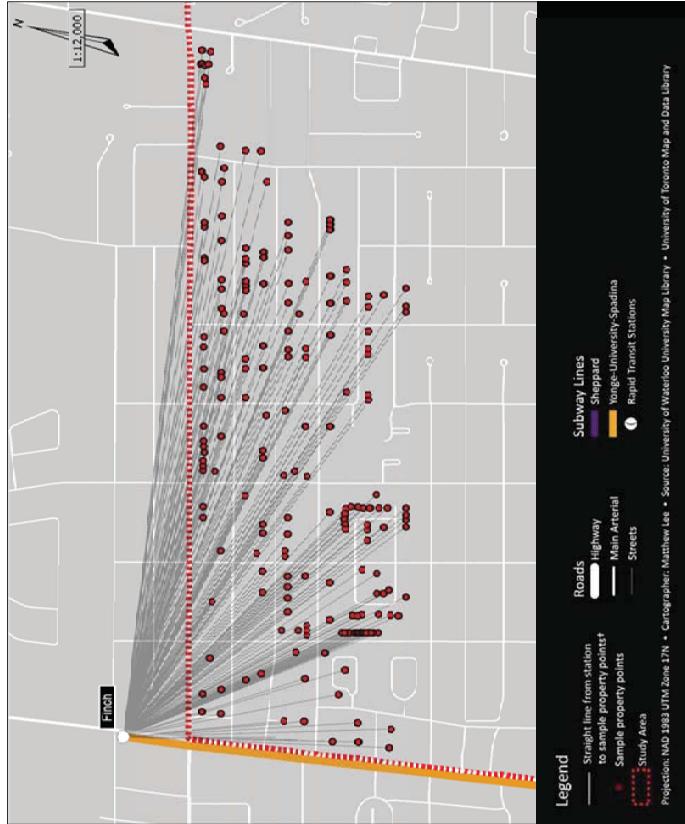 N
1:12,000
Finch
Legend
Straight line from station
to sample property points†
Sample property points
Study Area
Roads
Highway
Main Arterial
Streets
Subway Lines
Sheppard
Yonge-University-Spadina
Rapid Transit Stations
Projection: NAD 1983 UTM Zone 17N • Cartographer: Matthew Lee • Source: University of Waterloo University Map Library • University of Toronto Map and Data Library